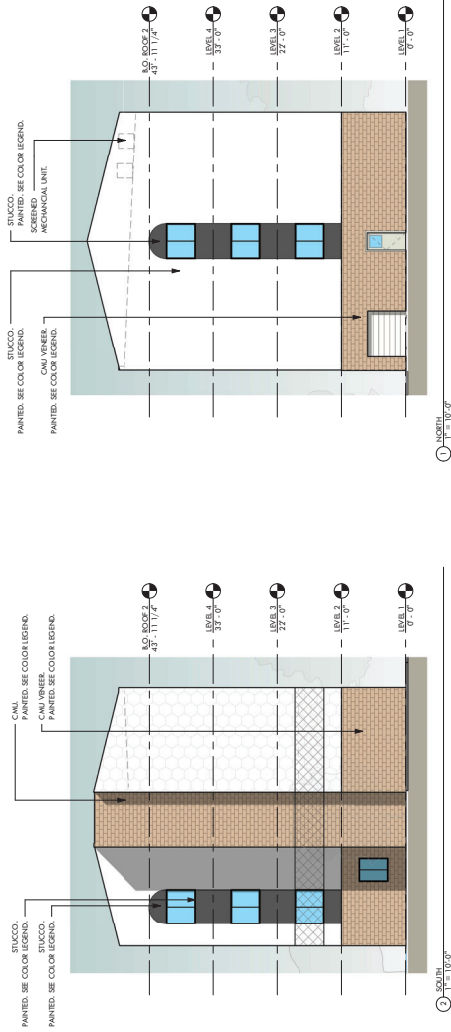 STUCCO.
PAINTED. SEE COLOR LEGEND.
CMU VENEER.
PAINTED. SEE COLOR LEGEND.
STUCCO.
PAINTED. SEE COLOR LEGEND.
SCREENED
MECHANCIAL UNIT.
B.O. ROOF 2
43' - 11 1/4"
LEVEL 4
33' - 0"
LEVEL 3
22' - 0"
LEVEL 2
11' - 0"
LEVEL 1
0' - 0"
1
NORTH
1" = 10'-0"
STUCCO.
PAINTED. SEE COLOR LEGEND.
STUCCO.
PAINTED. SEE COLOR LEGEND.
CMU.
PAINTED. SEE COLOR LEGEND.
CMU VENEER.
PAINTED. SEE COLOR LEGEND.
B.O. ROOF 2
43' - 11 1/4"
LEVEL 4
33' - 0"
LEVEL 3
22' - 0"
LEVEL 2
11' - 0"
LEVEL 1
0' - 0"
2
SOUTH
1" = 10'-0"